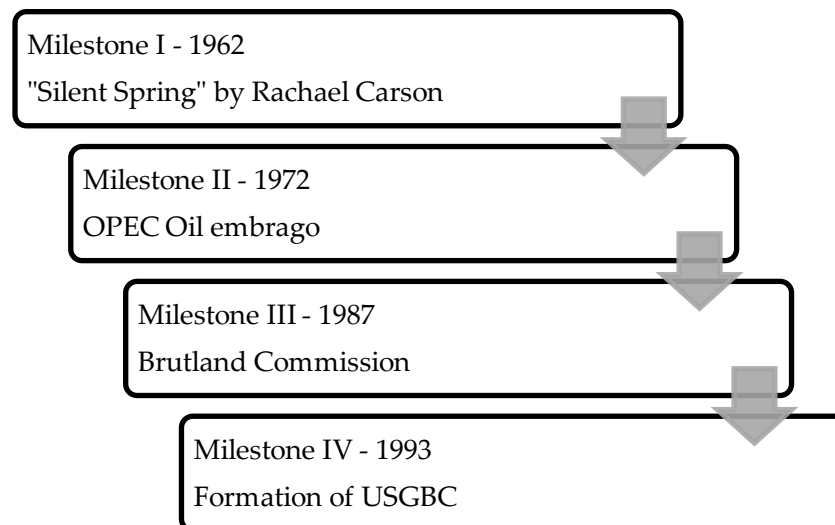 Milestone I - 1962
"Silent Spring" by Rachael Carson
Milestone II - 1972
OPEC Oil embrago
Milestone III - 1987
Brutland Commission
Milestone IV - 1993
Formation of USGBC